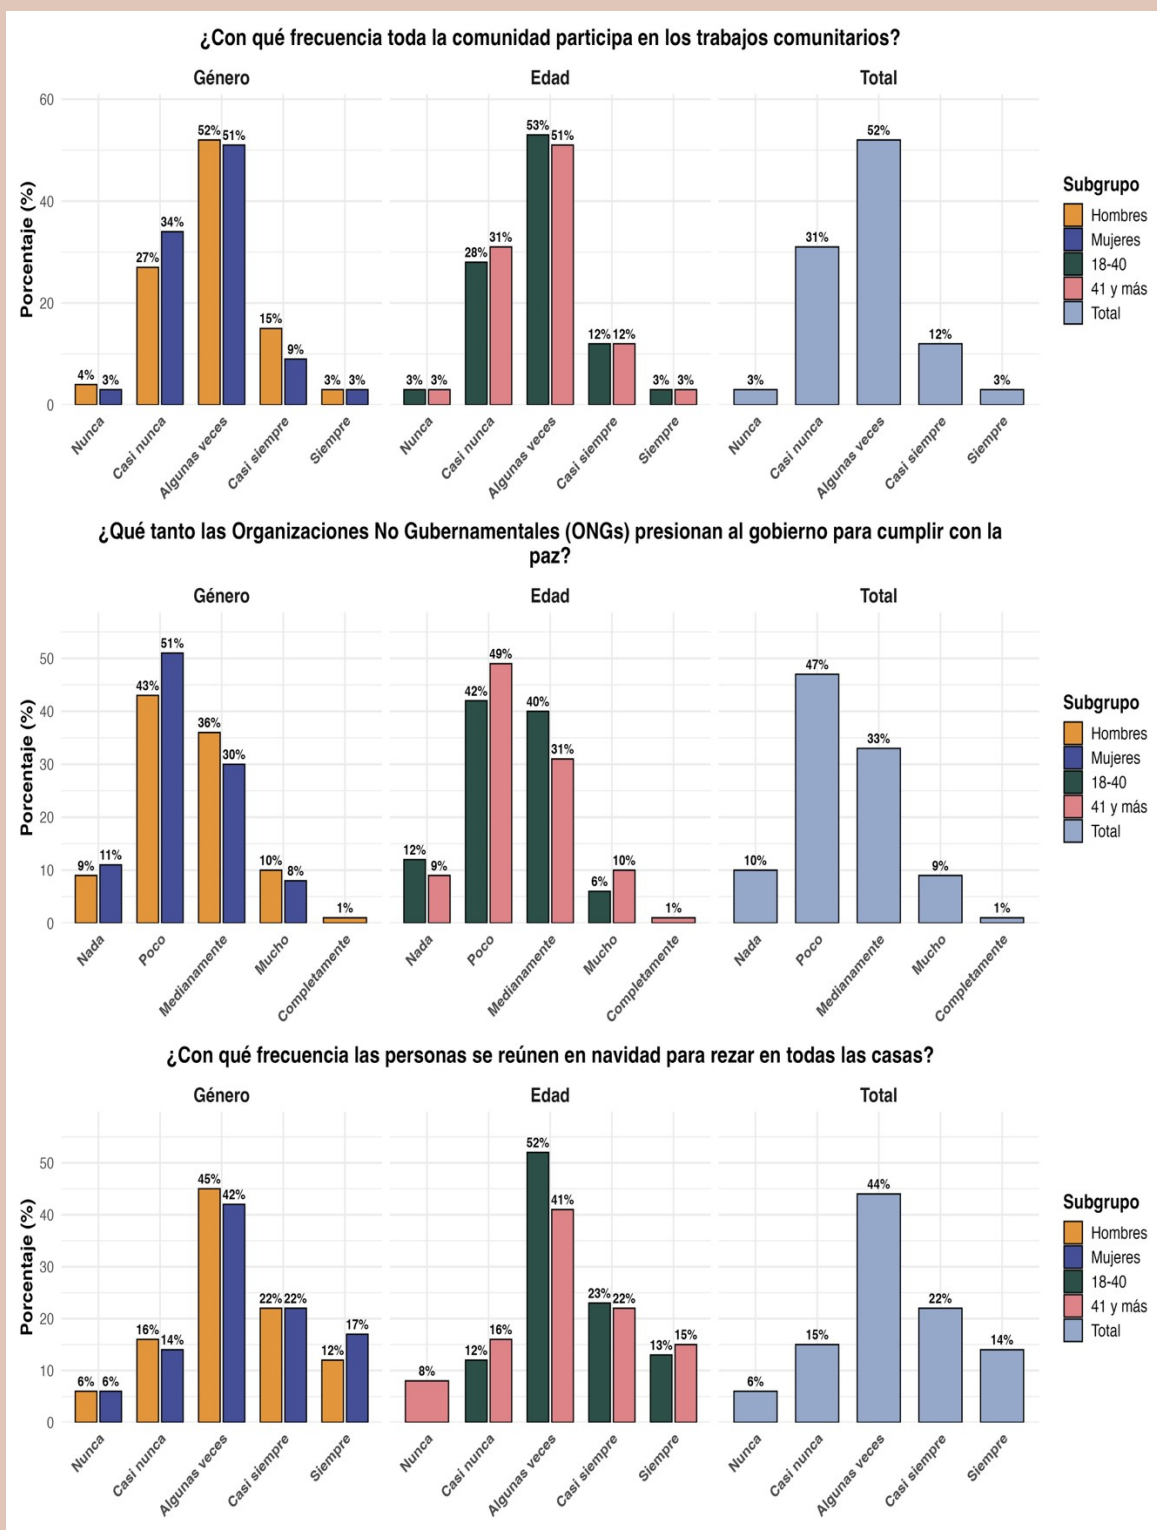 ¿Con qué frecuencia toda la comunidad participa en los trabajos comunitarios?
Género
Edad
Total
Porcentaje (%)
60
40
20
0
4%
3%
27%
34%
52%
51%
15%
9%
3%
3%
3%
3%
28%
31%
53%
51%
12%
12%
3%
3%
3%
31%
52%
12%
3%
Nunca
Casi nunca
Algunas veces
Casi siempre
Siempre
Nunca
Casi nunca
Algunas veces
Casi siempre
Siempre
Nunca
Casi nunca
Algunas veces
Casi siempre
Siempre
Subgrupo
Hombres
Mujeres
18-40
41 y más
Total
¿Qué tanto las Organizaciones No Gubernamentales (ONGs) presionan al gobierno para cumplir con la
paz?
Género
Edad
Total
Porcentaje (%)
50
40
30
20
10
0
9%
11%
43%
51%
36%
30%
10%
8%
1%
12%
9%
42%
49%
40%
31%
6%
10%
1%
10%
47%
33%
9%
1%
Nada
Poco
Medianamente
Mucho
Completamente
Nada
Poco
Medianamente
Mucho
Completamente
Nada
Poco
Medianamente
Mucho
Completamente
Subgrupo
Hombres
Mujeres
18-40
41 y más
Total
¿Con qué frecuencia las personas se reúnen en navidad para rezar en todas las casas?
Género
Edad
Total
Porcentaje (%)
50
40
30
20
10
0
6%
6%
16%
14%
45%
42%
22%
22%
12%
17%
8%
12%
16%
52%
41%
23%
22%
13%
15%
6%
15%
44%
22%
14%
Nunca
Casi nunca
Algunas veces
Casi siempre
Siempre
Nunca
Casi nunca
Algunas veces
Casi siempre
Siempre
Nunca
Casi nunca
Algunas veces
Casi siempre
Siempre
Subgrupo
Hombres
Mujeres
18-40
41 y más
Total